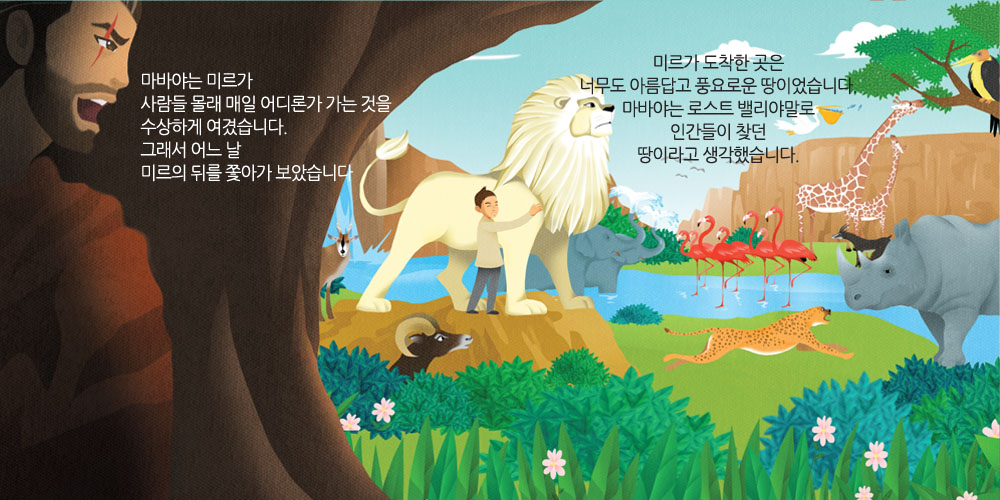 마바야는 미르가
사람들 몰래 매일 어디론가 가는 것을
수상하게 여겼습니다.
그래서 어느 날
미르의 뒤를 쫓아가 보았습니다
미르가 도착한 곳은
너무도 아름답고 풍요로운 땅이었습니다.
마바야는 로스트 밸리야말로
인간들이 찾던
땅이라고 생각했습니다.